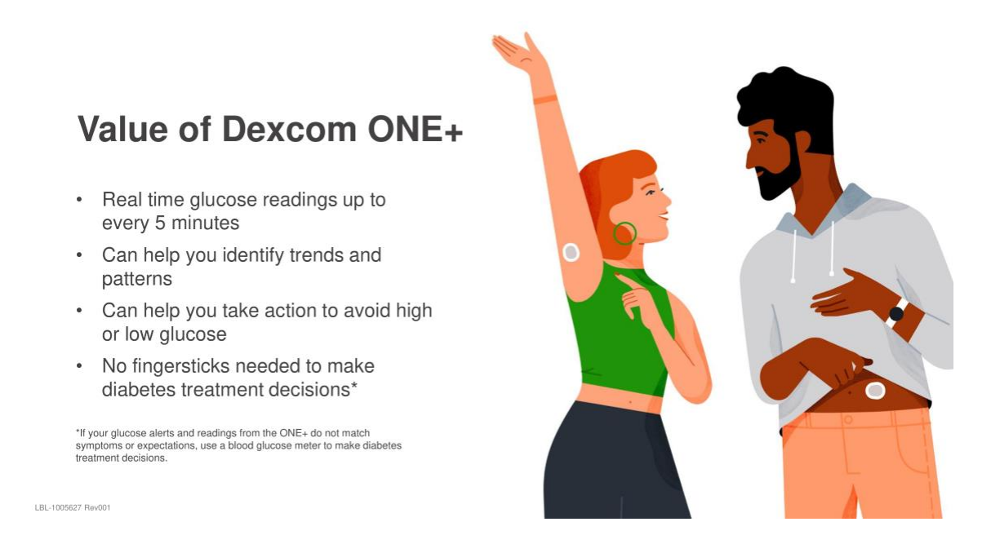 Value of Dexcom ONE+
• Real time glucose readings up to
every 5 minutes
• Can help you identify trends and
patterns
• Can help you take action to avoid high
or low glucose
• No fingersticks needed to make
diabetes treatment decisions*
*If your glucose alerts and readings from the ONE+ do not match
symptoms or expectations, use a blood glucose meter to make diabetes
treatment decisions.
LBL-1005627 Rev001